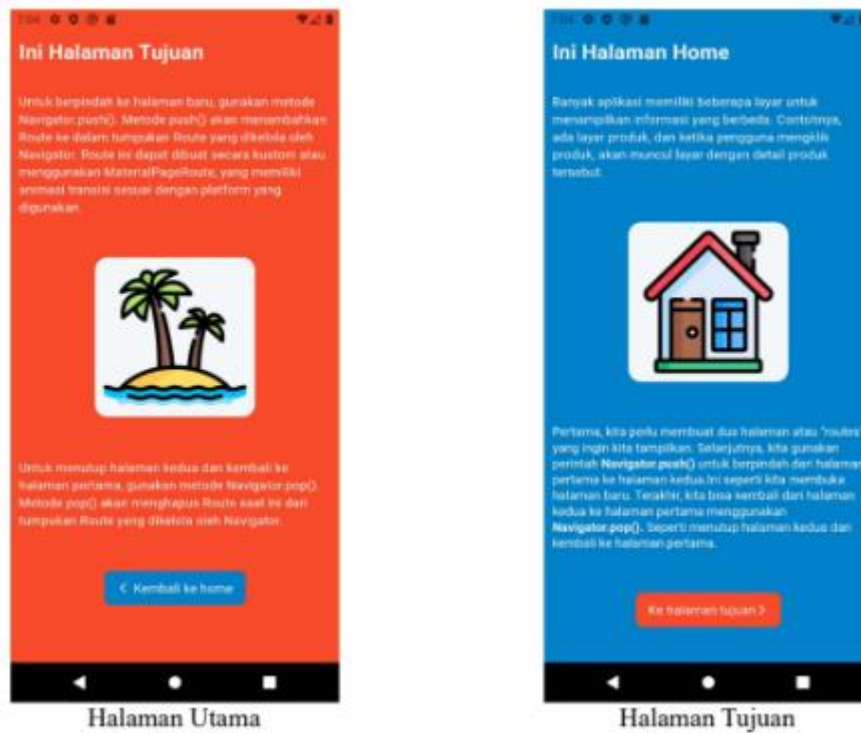 7:04
Ini Halaman Tujuan
Untuk berpindah ke halaman baru, gunakan metode
Navigator.push(). Metode push() akan menambahkan
Route ke dalam tumpukan Route yang dikelola oleh
Navigator. Route ini dapat dibuat secara kustom atau
menggunakan MaterialPageRoute, yang memiliki
animasi transisi sesuai dengan platform yang
digunakan.
Untuk menutup halaman kedua dan kembali ke
halaman pertama, gunakan metode Navigator.pop().
Metode pop() akan menghapus Route saat ini dari
tumpukan Route yang dikelola oleh Navigator.
< Kembali ke home
Halaman Utama
7:04
Ini Halaman Home
Banyak aplikasi memiliki beberapa layar untuk
menampilkan informasi yang berbeda. Contohnya,
ada layar produk, dan ketika pengguna mengklik
produk, akan muncul layar dengan detail produk
tersebut.
Pertama, kita perlu membuat dua halaman atau "routes"
yang ingin kita tampilkan. Selanjutnya, kita gunakan
perintah Navigator.push() untuk berpindah dari halaman
pertama ke halaman kedua.Ini seperti kita membuka
halaman baru. Terakhir, kita bisa kembali dari halaman
kedua ke halaman pertama menggunakan
Navigator.pop(). Seperti menutup halaman kedua dan
kembali ke halaman pertama.
Ke halaman tujuan >
Halaman Tujuan